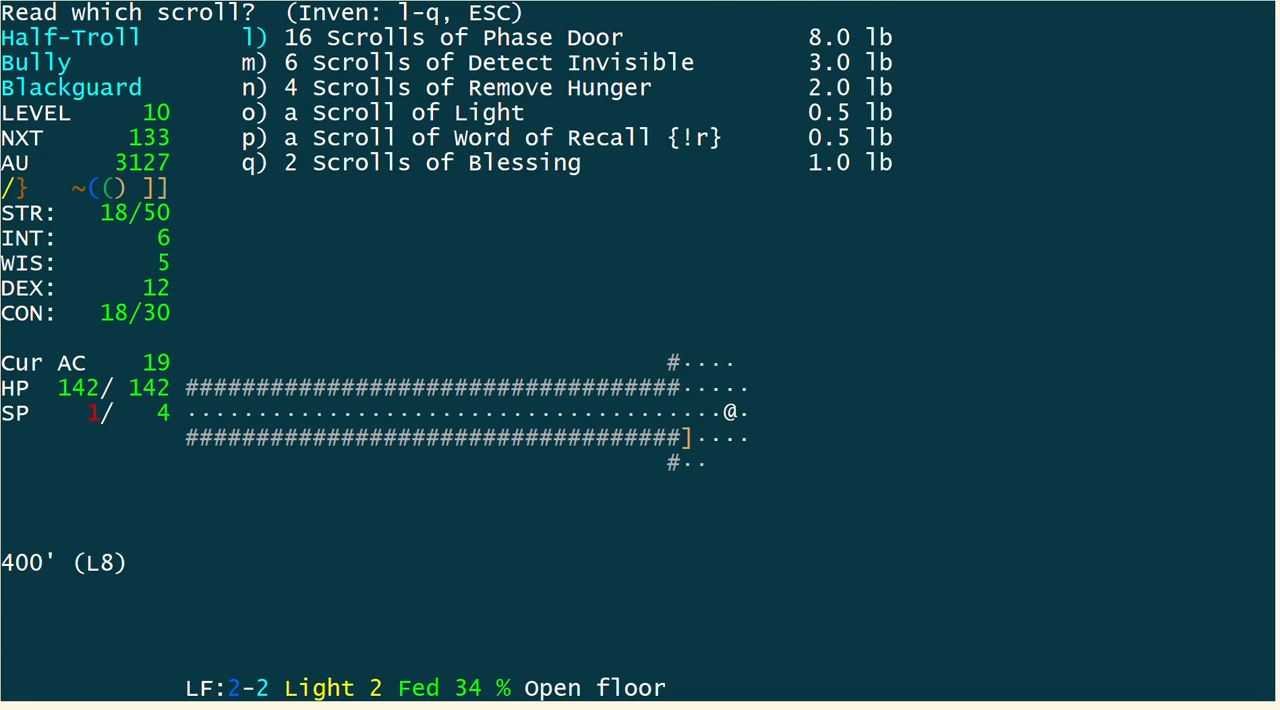 Read which scroll?  (Inven: l-q, ESC)
Half-Troll       l) 16 Scrolls of Phase Door             8.0 lb
Bully            m) 6 Scrolls of Detect Invisible        3.0 lb
Blackguard       n) 4 Scrolls of Remove Hunger           2.0 lb
LEVEL  10        o) a Scroll of Light                    0.5 lb
NXT   133        p) a Scroll of Word of Recall {!r}      0.5 lb
AU   3127        q) 2 Scrolls of Blessing                1.0 lb
/}   ~(() ]]
STR:   18/50
INT:       6
WIS:       5
DEX:      12
CON:   18/30
Cur AC    19                                   #····
HP  142/ 142 ###################################·····
SP    1/   4 ······································@·
             ###################################]····
                                               #··
400' (L8)
LF:2-2 Light 2 Fed 34 % Open floor